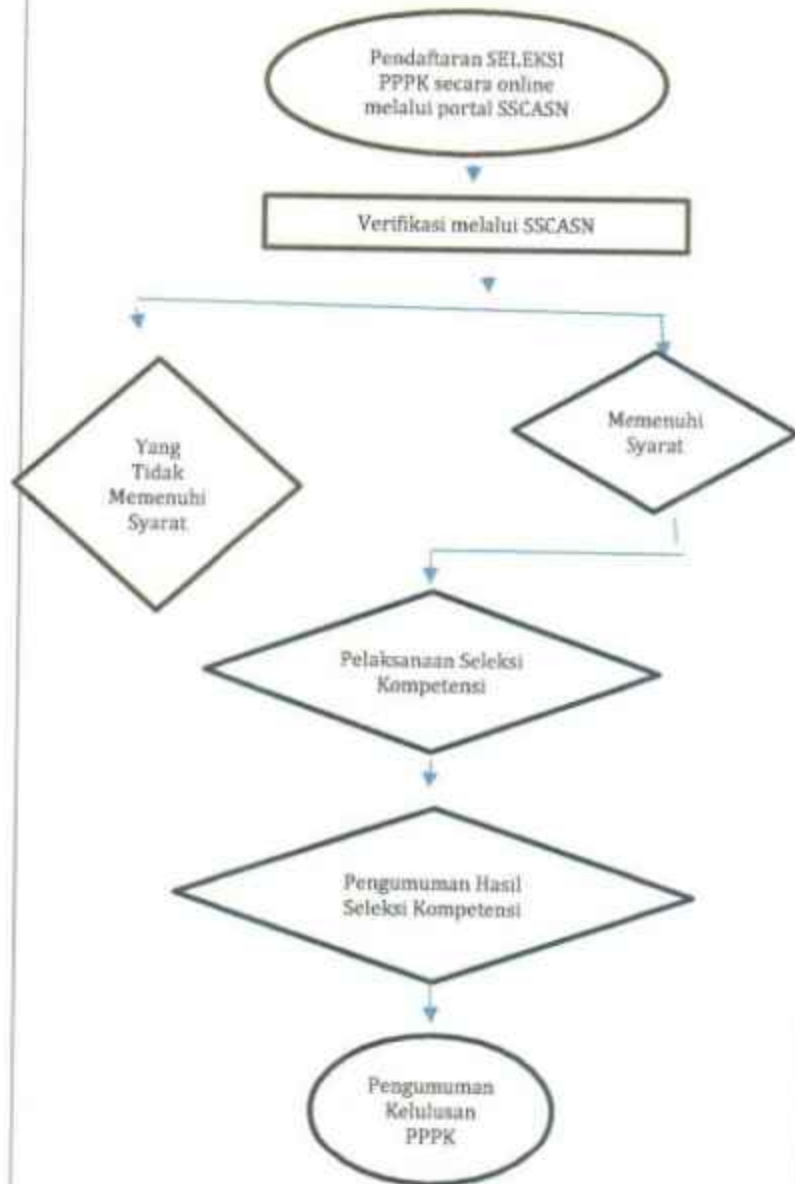 Pendaftaran SELEKSI
PPPK secara online
melalui portal SSCASN
Verifikasi melalui SSCASN
Yang
Tidak
Memenuhi
Syarat
Memenuhi
Syarat
Pelaksanaan Seleksi
Kompetensi
Pengumuman Hasil
Seleksi Kompetensi
Pengumuman
Kelulusan
PPPK